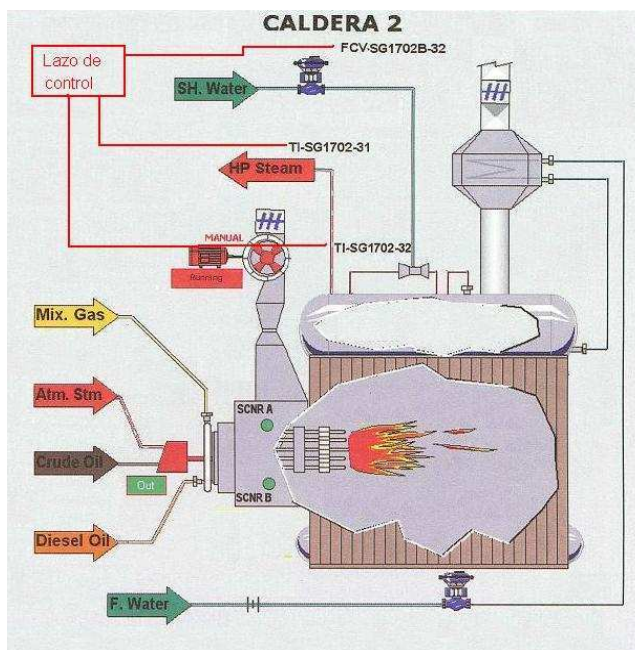 CALDERA 2
Lazo de
control
FCV-SG1702B-32
SH. Water
TI-SG1702-31
HP Steam
MANUAL
TI-SG1702-32
Running
Mix. Gas
Atm. Stm
SCNR A
Crude Oil
Out
SCNR B
Diesel Oil
F. Water